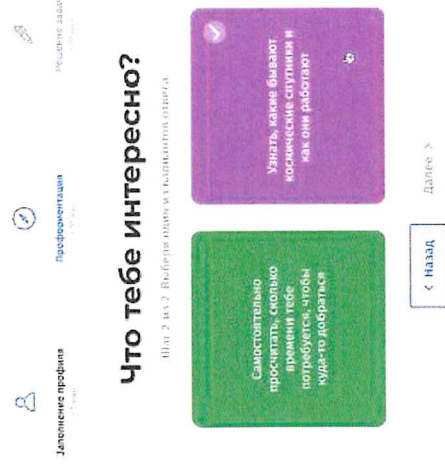 Заполнение профиля
Профориентация
Решение зада
Что тебе интересно?
Шаг 2 из 2. Выбери один из вариантов ответа
Самостоятельно
просчитать, сколько
времени тебе
потребуется, чтобы
куда-то добраться
Узнать, какие бывают
космические спутники и
как они работают
< Назад
Далее >